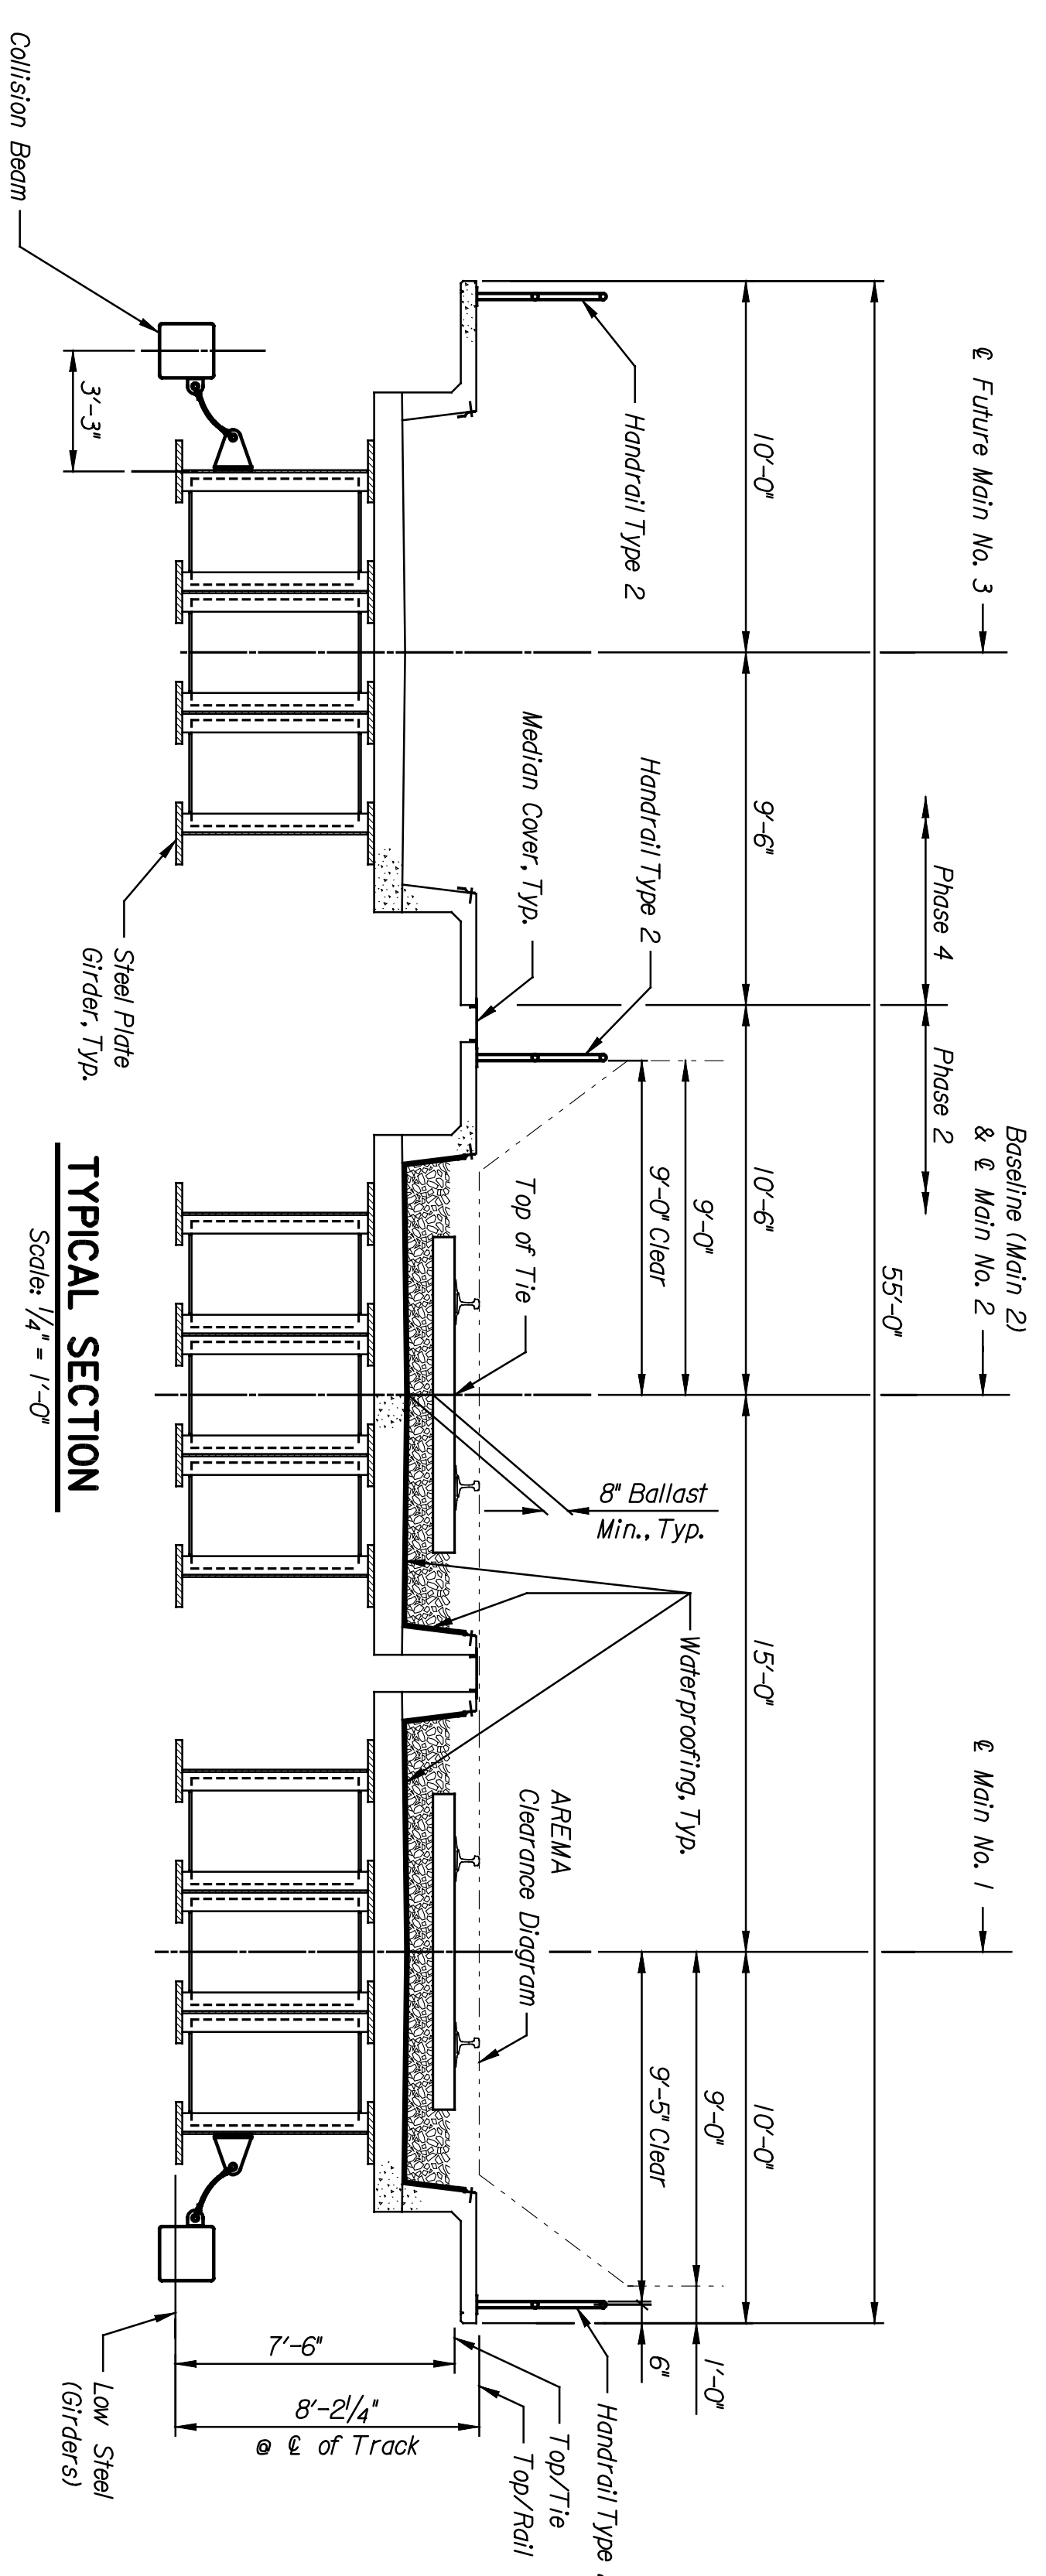 ℄ Future Main No. 3
Baseline (Main 2)
& ℄ Main No. 2
℄ Main No. 1
Phase 4
Phase 2
55'-0"
10'-0"
9'-6"
10'-6"
15'-0"
10'-0"
9'-0"
9'-0" Clear
9'-0"
9'-5" Clear
1'-0"
6"
Handrail Type 2
Handrail Type 2
Median Cover, Typ.
Top of Tie
8" Ballast
Min., Typ.
Waterproofing, Typ.
AREMA
Clearance Diagram
Handrail Type
Top/Tie
Top/Rail
7'-6"
8'-2 1/4"
@ ℄ of Track
Low Steel
(Girders)
3'-3"
Collision Beam
Steel Plate
Girder, Typ.
TYPICAL SECTION
Scale: 1/4" = 1'-0"